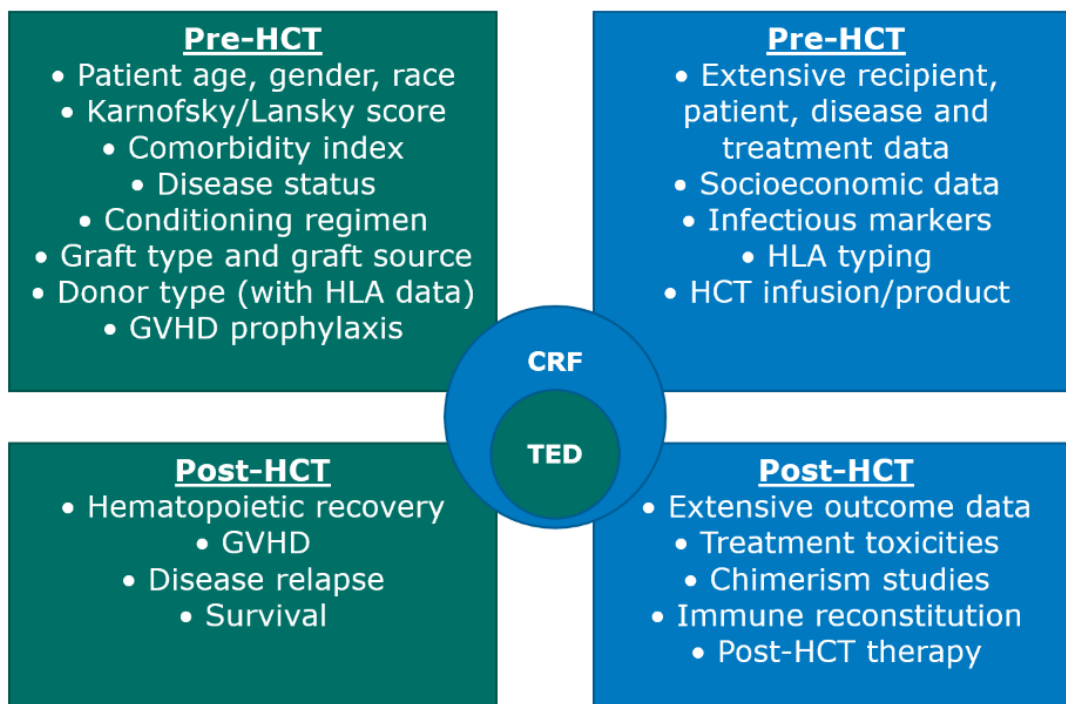 Pre-HCT
• Patient age, gender, race
• Karnofsky/Lansky score
• Comorbidity index
• Disease status
• Conditioning regimen
• Graft type and graft source
• Donor type (with HLA data)
• GVHD prophylaxis
Pre-HCT
• Extensive recipient,
patient, disease and
treatment data
• Socioeconomic data
• Infectious markers
• HLA typing
• HCT infusion/product
CRF
TED
Post-HCT
• Hematopoietic recovery
• GVHD
• Disease relapse
• Survival
Post-HCT
• Extensive outcome data
• Treatment toxicities
• Chimerism studies
• Immune reconstitution
• Post-HCT therapy